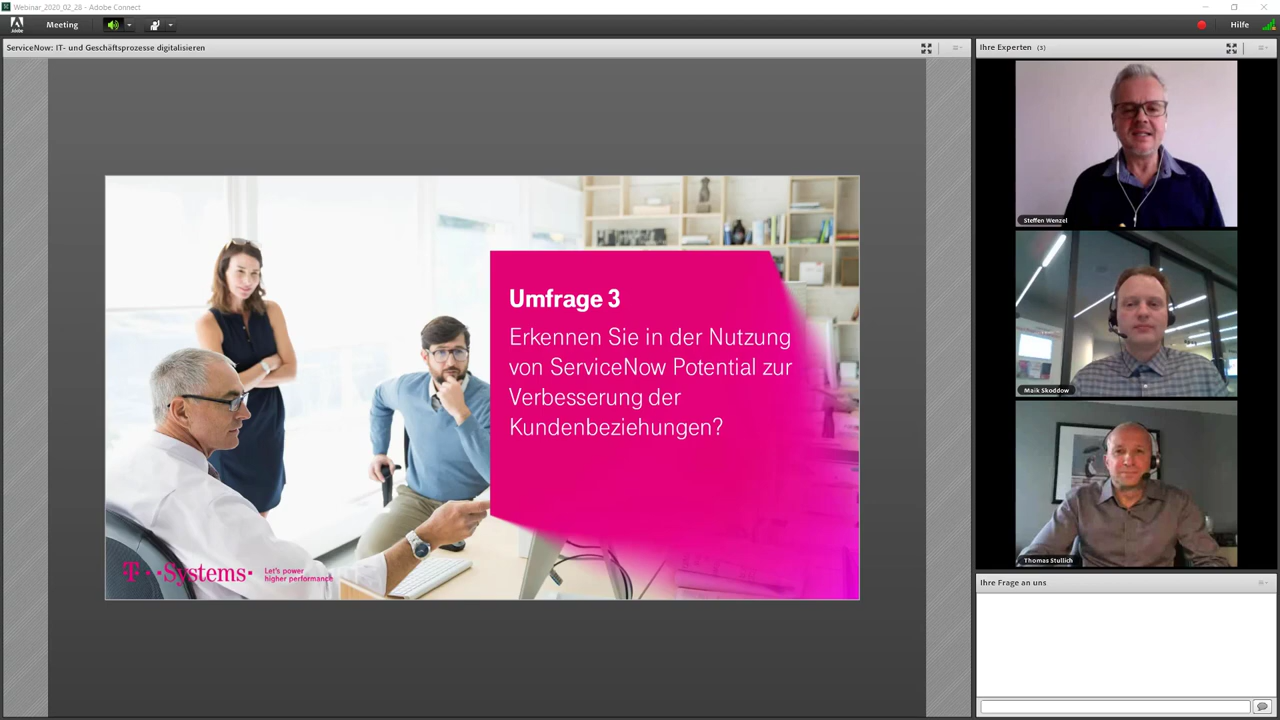 Webinar_2020_02_28 - Adobe Connect
Adobe
Meeting
Hilfe
ServiceNow: IT- und Geschäftsprozesse digitalisieren
Umfrage 3
Erkennen Sie in der Nutzung
von ServiceNow Potential zur
Verbesserung der
Kundenbeziehungen?
T··Systems·
Let's power
higher performance
Ihre Experten (3)
Steffen Wenzel
Maik Skoddow
Thomas Stullich
Ihre Frage an uns